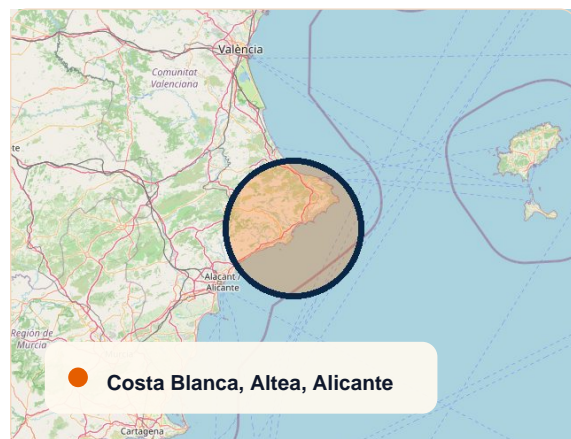 València
Comunitat
Valenciana
Alacant /
Alicante
Región de
Murcia
Costa Blanca, Altea, Alicante
Cartagena